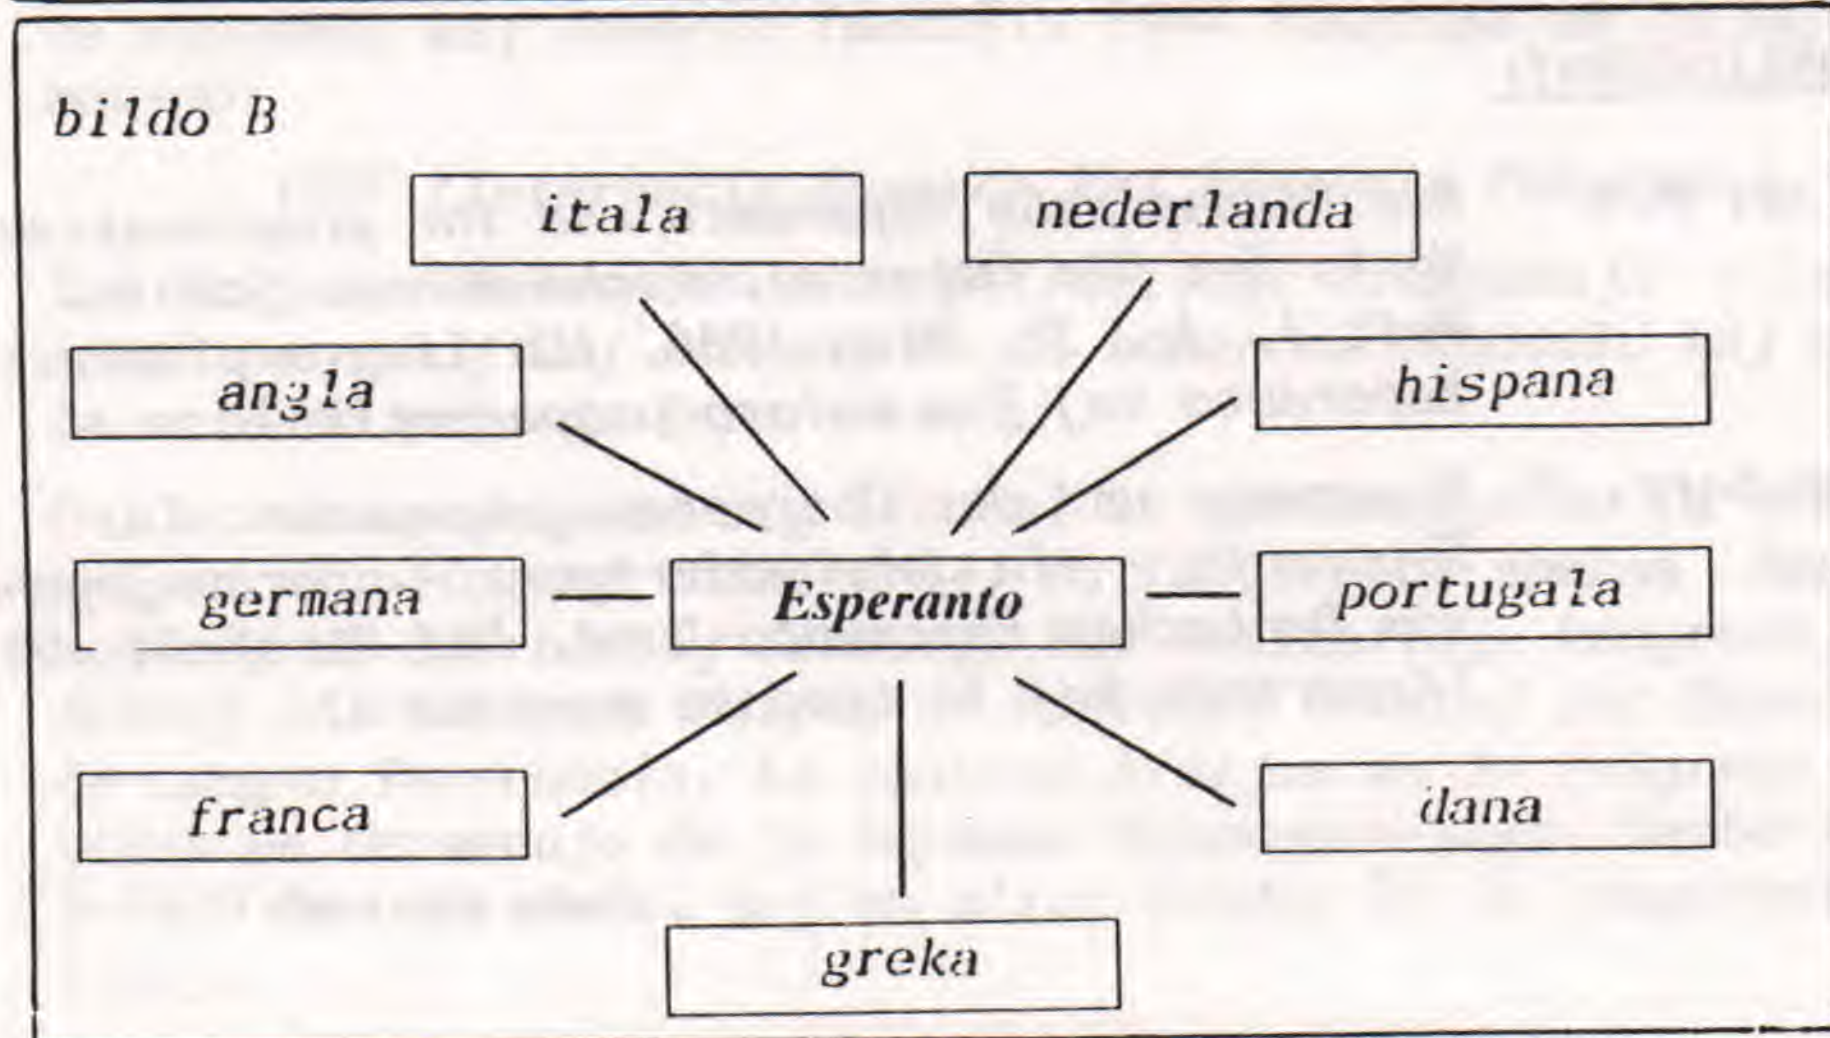 bildo B
itala
nederlanda
angla
hispana
germana
Esperanto
portugala
franca
dana
greka